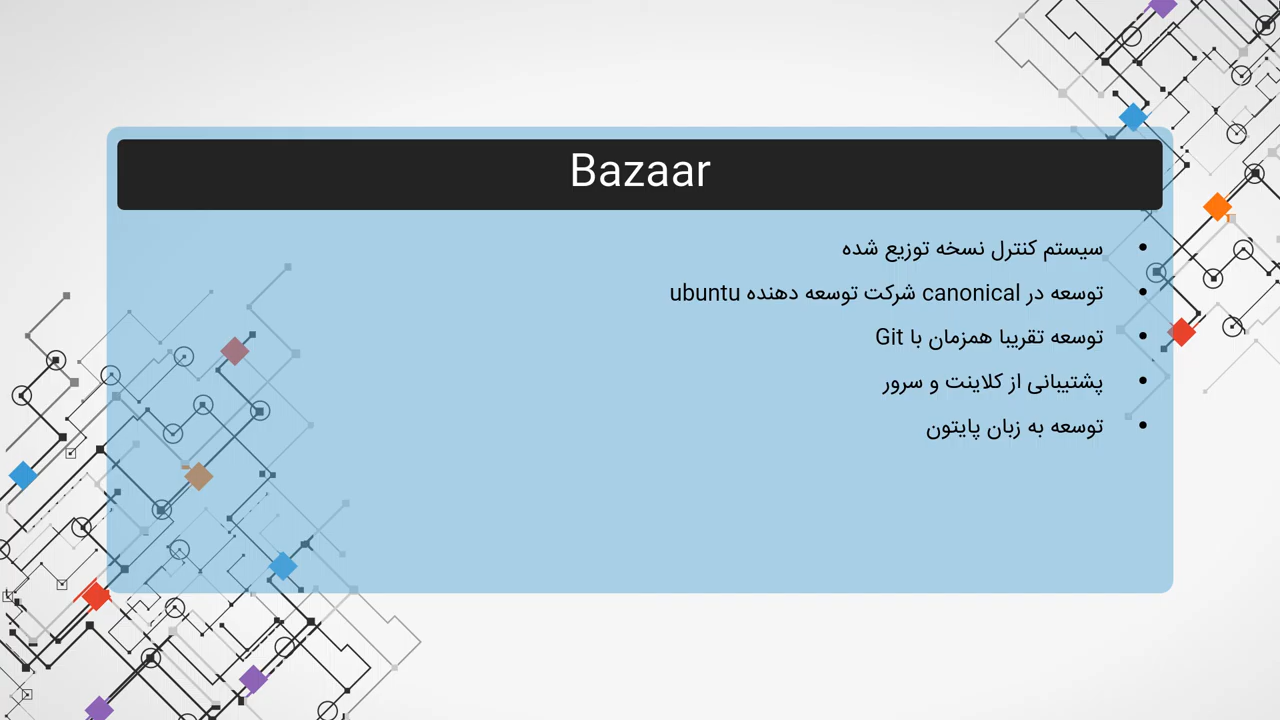 Bazaar
سیستم کنترل نسخه توزیع شده
توسعه در canonical شرکت توسعه دهنده ubuntu
توسعه تقریبا همزمان با Git
پشتیبانی از کلاینت و سرور
توسعه به زبان پایتون